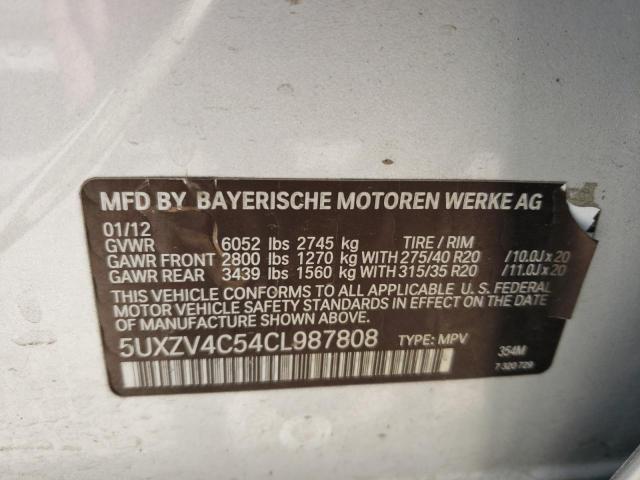 MFD BY BAYERISCHE MOTOREN WERKE AG
01/12
GVWR 6052 lbs 2745 kg TIRE / RIM
GAWR FRONT 2800 lbs 1270 kg WITH 275/40 R20 /10.0J x 20
GAWR REAR 3439 lbs 1560 kg WITH 315/35 R20 /11.0J x 20
THIS VEHICLE CONFORMS TO ALL APPLICABLE U. S. FEDERAL
MOTOR VEHICLE SAFETY STANDARDS IN EFFECT ON THE DATE
OF MANUFACTURE SHOWN ABOVE.
5UXZV4C54CL987808 TYPE: MPV
354M
7 320 729